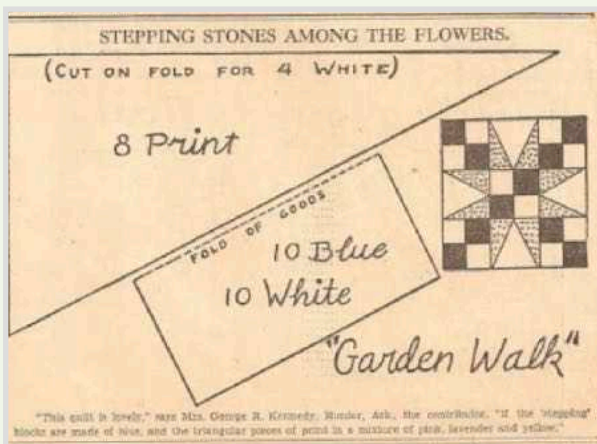 STEPPING STONES AMONG THE FLOWERS.
(CUT ON FOLD FOR 4 WHITE)
8 Print
FOLD OF GOODS
10 Blue
10 White
"Garden Walk"
"This quilt is lovely," says Mrs. George R. Kennedy, Ark., the contributor, "if the 'stepping'
blocks are made of blue, and the triangular pieces of print in a mixture of pink, lavender and yellow."